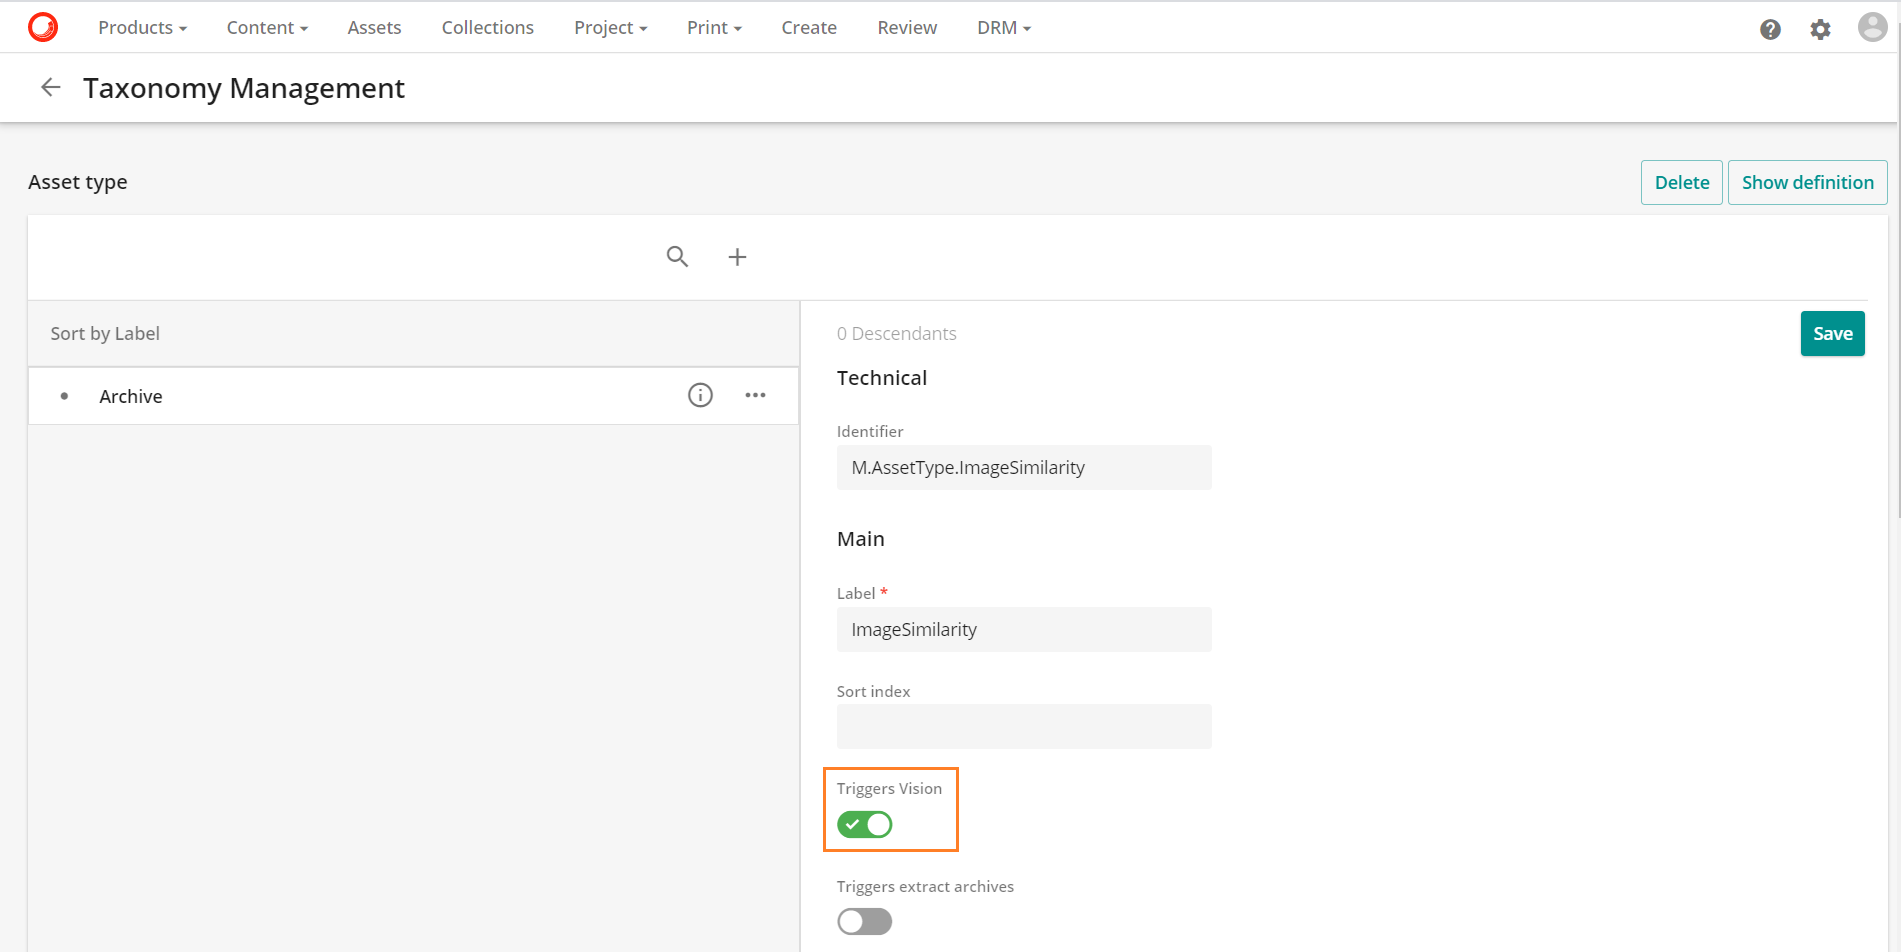 Products Content Assets Collections Project Print Create Review DRM
Taxonomy Management
Asset type
Delete Show definition
Sort by Label
0 Descendants
Save
Technical
Archive
Identifier
M.AssetType.ImageSimilarity
Main
Label *
ImageSimilarity
Sort index
Triggers Vision
Triggers extract archives